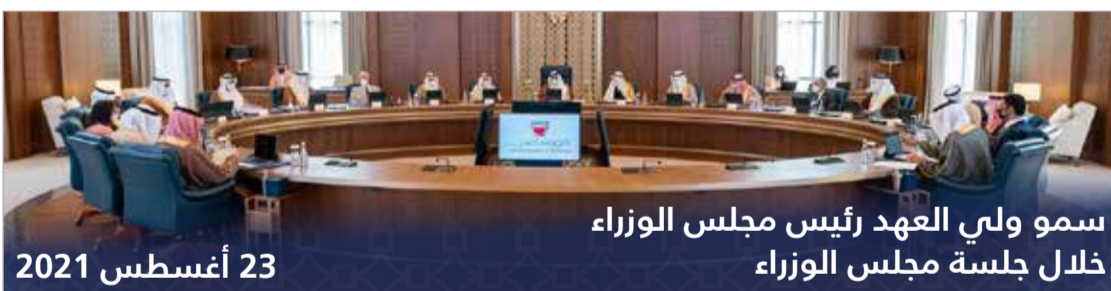 سمو ولي العهد رئيس مجلس الوزراء
خلال جلسة مجلس الوزراء
23 أغسطس 2021